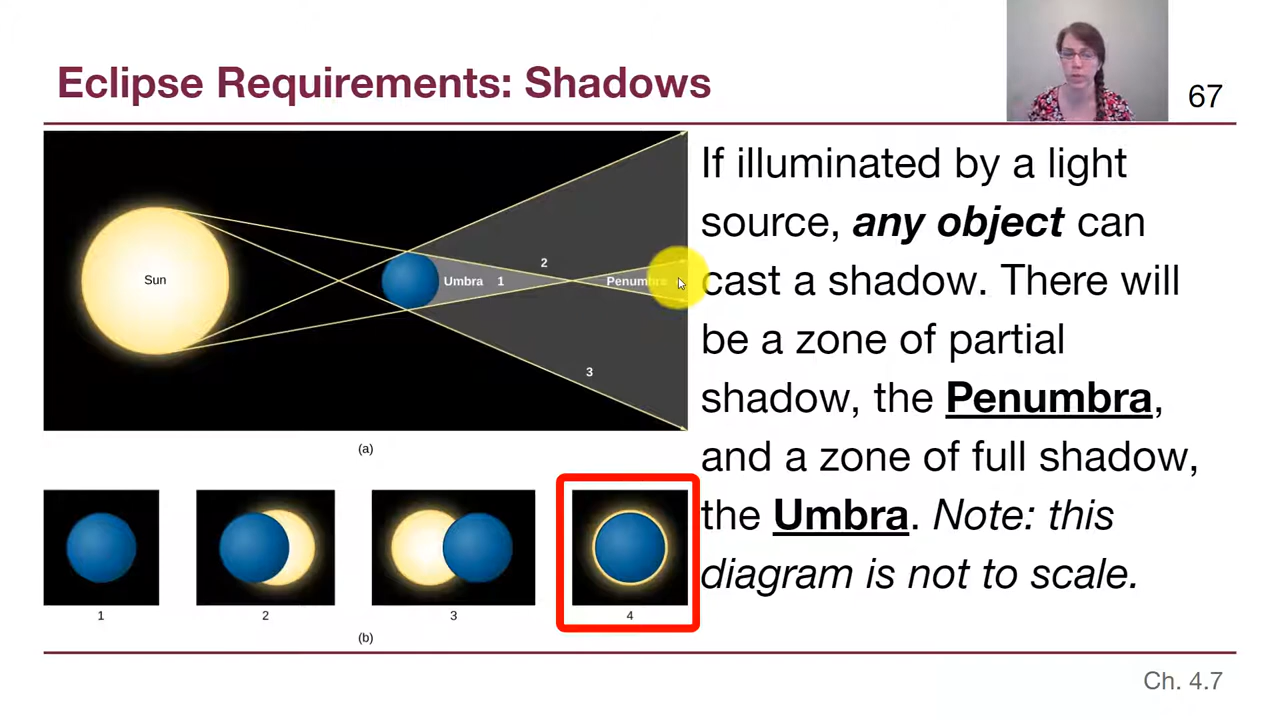 Eclipse Requirements: Shadows
67
Sun
Umbra 1
2
Penumbra
3
(a)
1
2
3
4
(b)
If illuminated by a light
source, any object can
cast a shadow. There will
be a zone of partial
shadow, the Penumbra,
and a zone of full shadow,
the Umbra. Note: this
diagram is not to scale.
Ch. 4.7